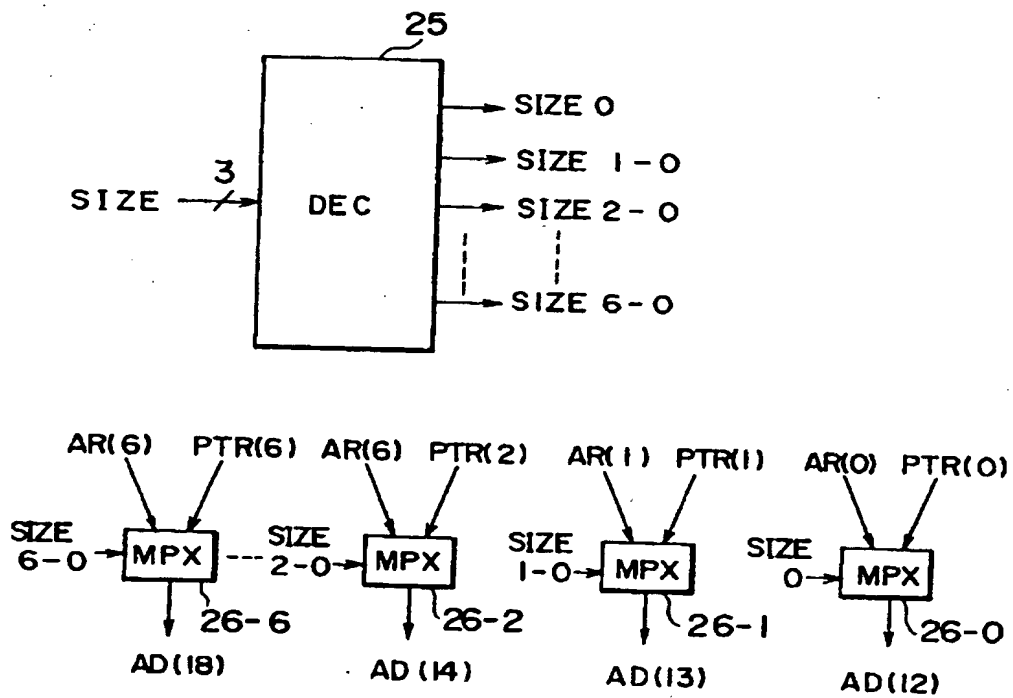 25
SIZE 0
SIZE 1-0
3
SIZE
DEC
SIZE 2-0
SIZE 6-0
AR(6) PTR(6) AR(6) PTR(2) AR(1) PTR(1) AR(0) PTR(0)
SIZE 6-0 MPX SIZE 2-0 MPX SIZE 1-0 MPX SIZE 0 MPX
26-6 26-2 26-1 26-0
AD(18) AD(14) AD(13) AD(12)